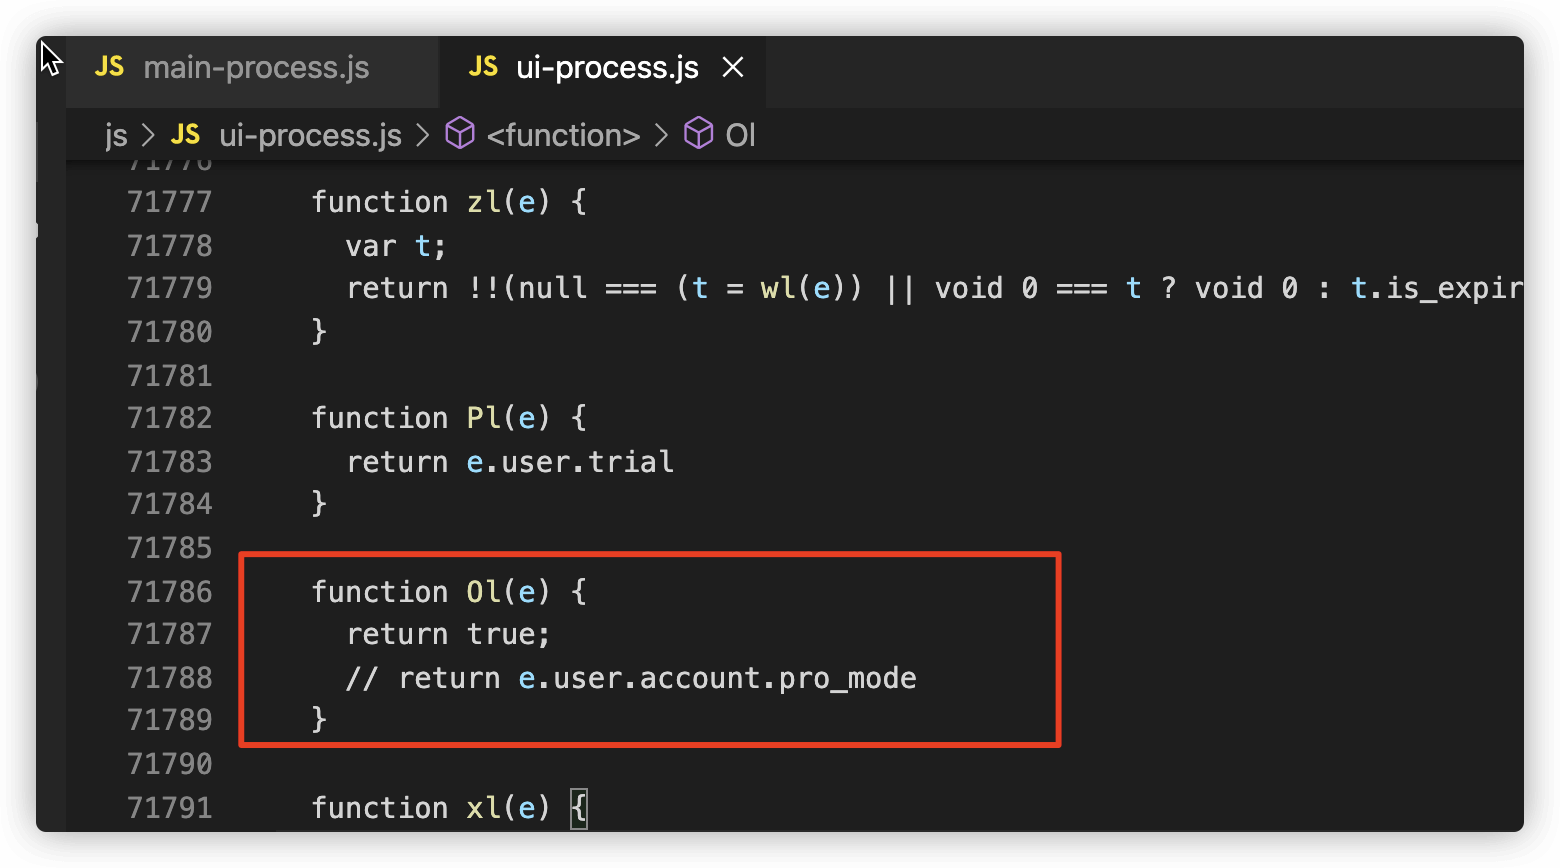 JS main-process.js JS ui-process.js
js > JS ui-process.js > <function> > Ol
71776
71777 function zl(e) {
71778 var t;
71779 return !!(null === (t = wl(e)) || void 0 === t ? void 0 : t.is_expir
71780 }
71781
71782 function Pl(e) {
71783 return e.user.trial
71784 }
71785
71786 function Ol(e) {
71787 return true;
71788 // return e.user.account.pro_mode
71789 }
71790
71791 function xl(e) {